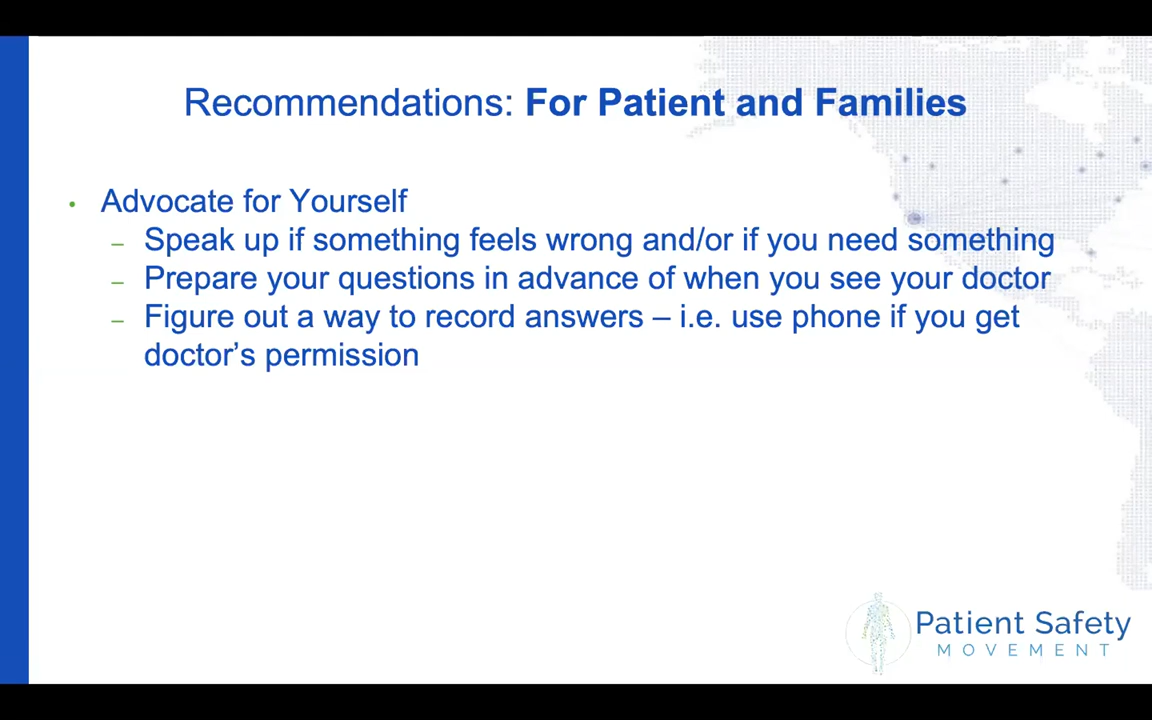 Recommendations: For Patient and Families
• Advocate for Yourself
– Speak up if something feels wrong and/or if you need something
– Prepare your questions in advance of when you see your doctor
– Figure out a way to record answers – i.e. use phone if you get
doctor’s permission
Patient Safety
MOVEMENT